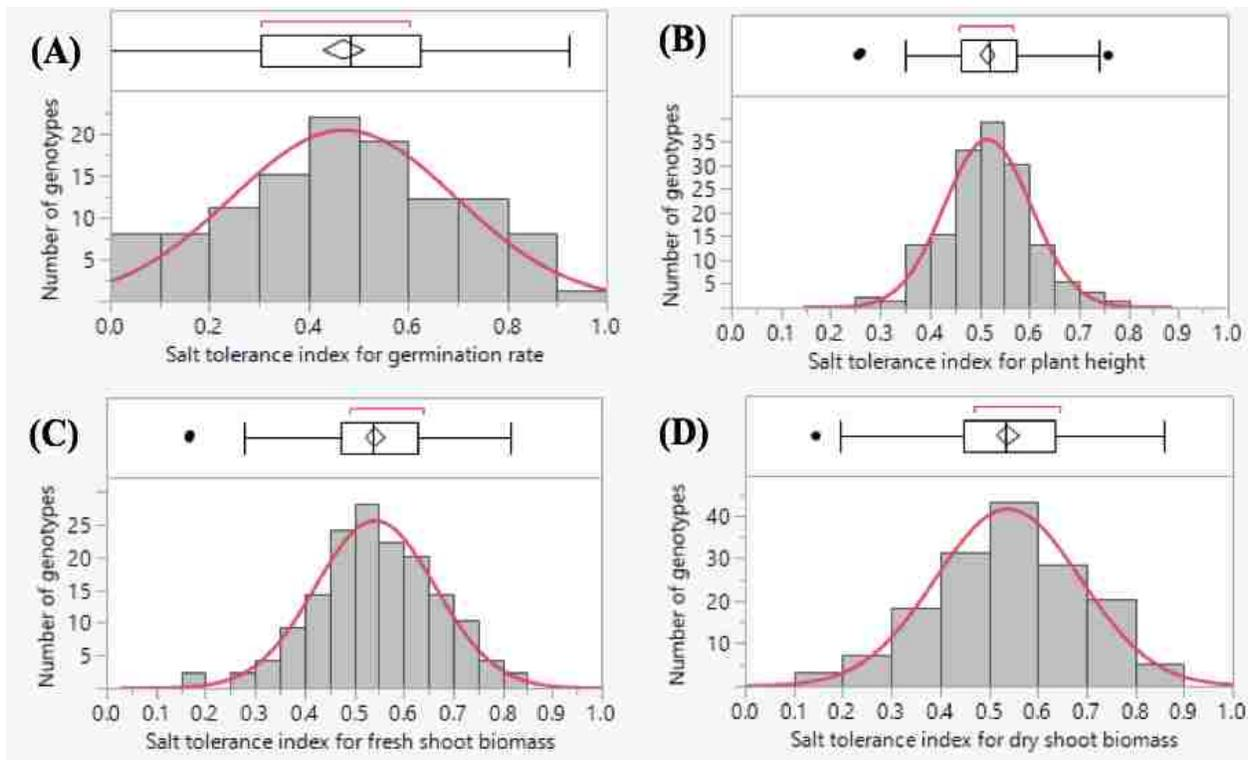 (A)
Number of genotypes
20
15
10
5
0.0 0.2 0.4 0.6 0.8 1.0
Salt tolerance index for germination rate
(B)
Number of genotypes
35
30
25
20
15
10
5
0.0 0.1 0.2 0.3 0.4 0.5 0.6 0.7 0.8 0.9 1.0
Salt tolerance index for plant height
(C)
Number of genotypes
25
20
15
10
5
0.0 0.1 0.2 0.3 0.4 0.5 0.6 0.7 0.8 0.9 1.0
Salt tolerance index for fresh shoot biomass
(D)
Number of genotypes
40
30
20
10
0.0 0.1 0.2 0.3 0.4 0.5 0.6 0.7 0.8 0.9 1.0
Salt tolerance index for dry shoot biomass